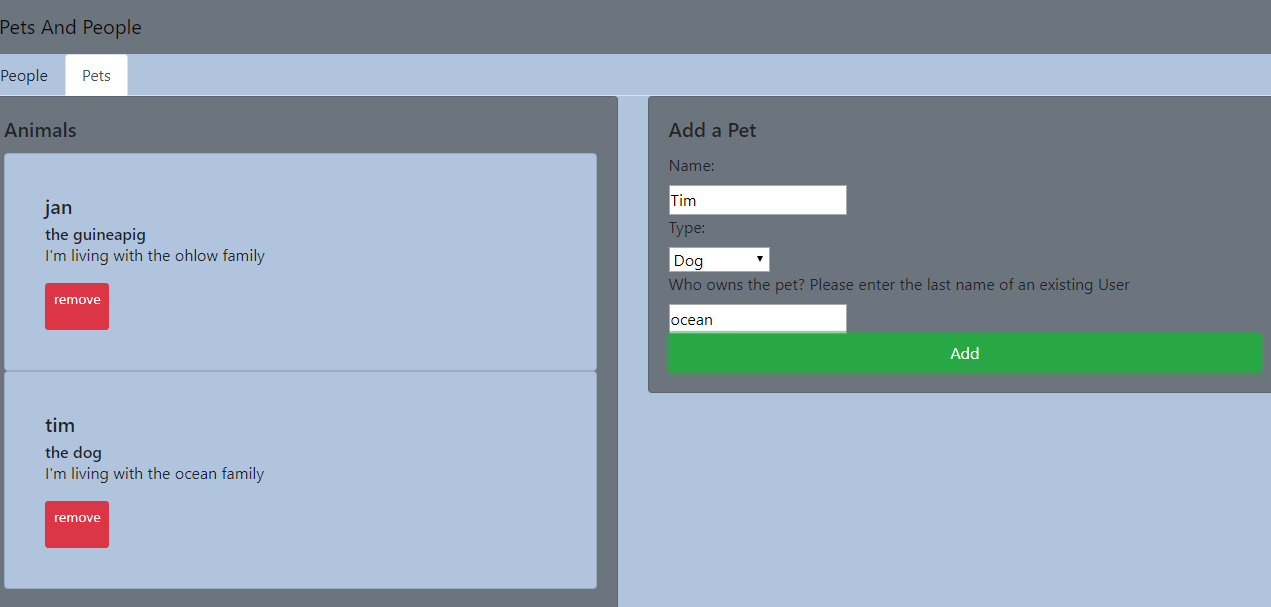 Pets And People
People
Pets
Animals
jan
the guineapig
I'm living with the ohlow family
remove
tim
the dog
I'm living with the ocean family
remove
Add a Pet
Name:
Tim
Type:
Dog
Who owns the pet? Please enter the last name of an existing User
ocean
Add